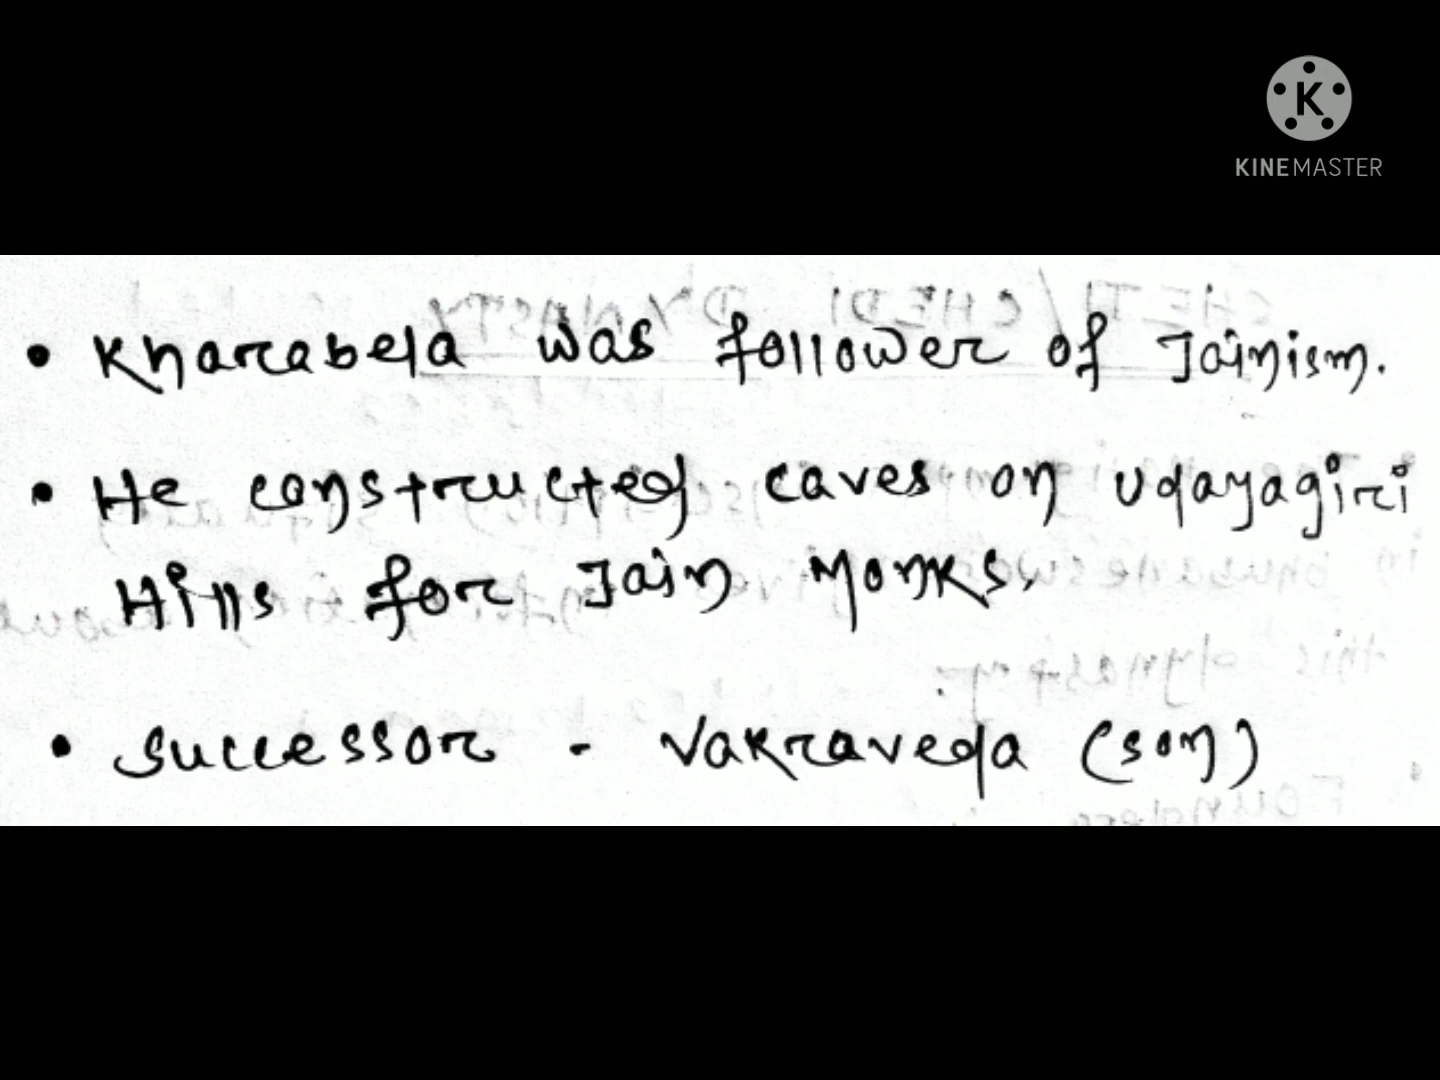 KINEMASTER
• Kharabela was follower of Jainism.
• He constructed caves on Udayagiri
Hills for Jain Monks.
• Successor - Vakraveda (son)